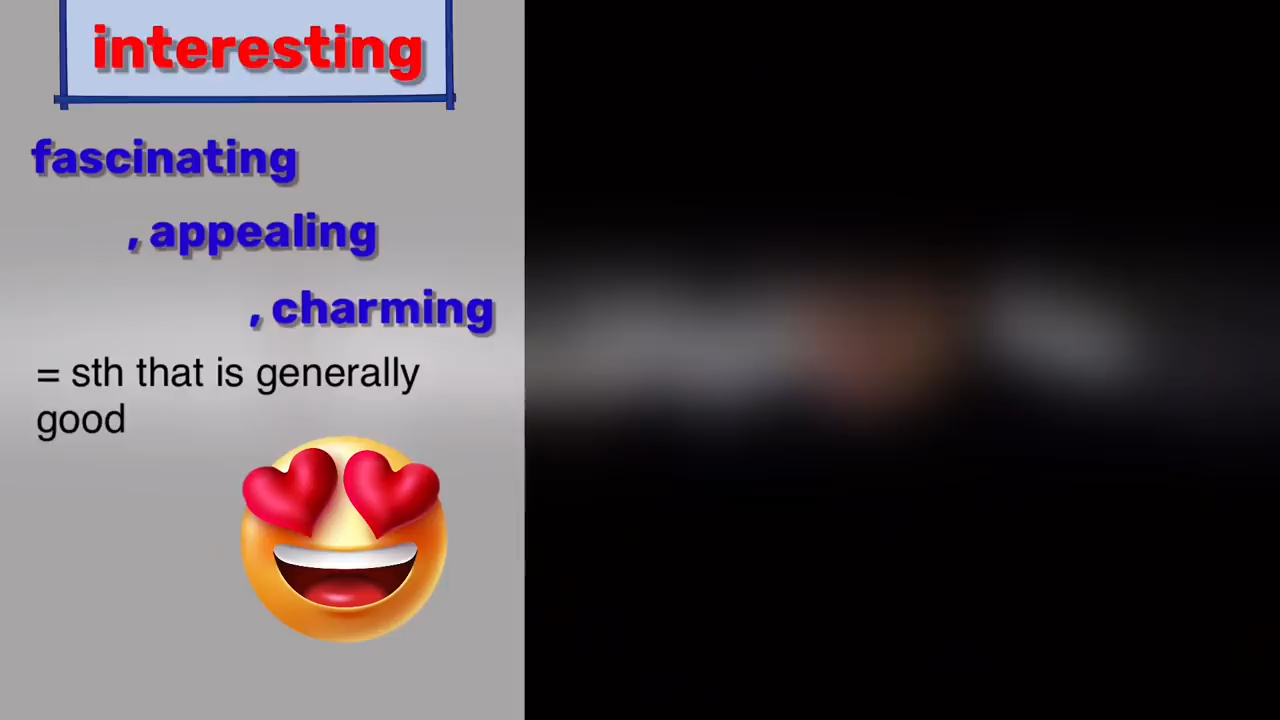 interesting
fascinating
, appealing
, charming
= sth that is generally
good